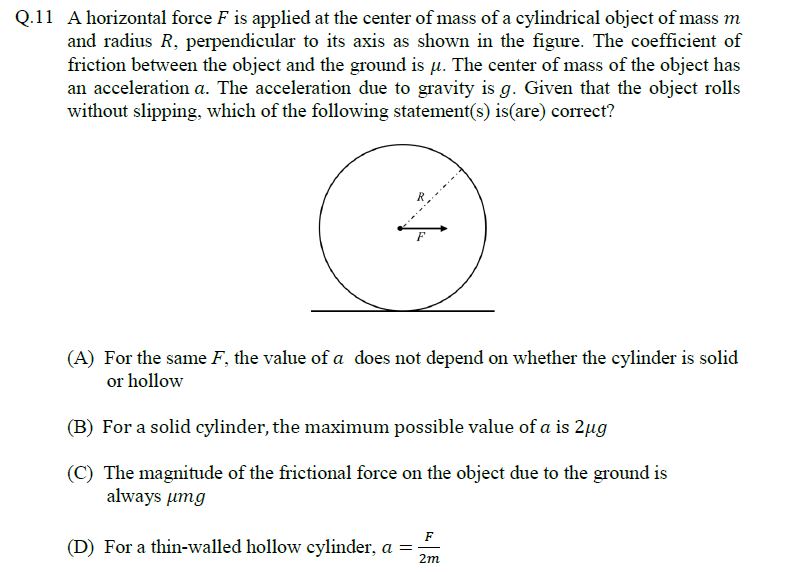 Q.11 A horizontal force F is applied at the center of mass of a cylindrical object of mass m
and radius R, perpendicular to its axis as shown in the figure. The coefficient of
friction between the object and the ground is μ. The center of mass of the object has
an acceleration a. The acceleration due to gravity is g. Given that the object rolls
without slipping, which of the following statement(s) is(are) correct?
R
F
(A) For the same F, the value of a does not depend on whether the cylinder is solid
or hollow
(B) For a solid cylinder, the maximum possible value of a is 2μg
(C) The magnitude of the frictional force on the object due to the ground is
always μmg
(D) For a thin-walled hollow cylinder, a = F/2m